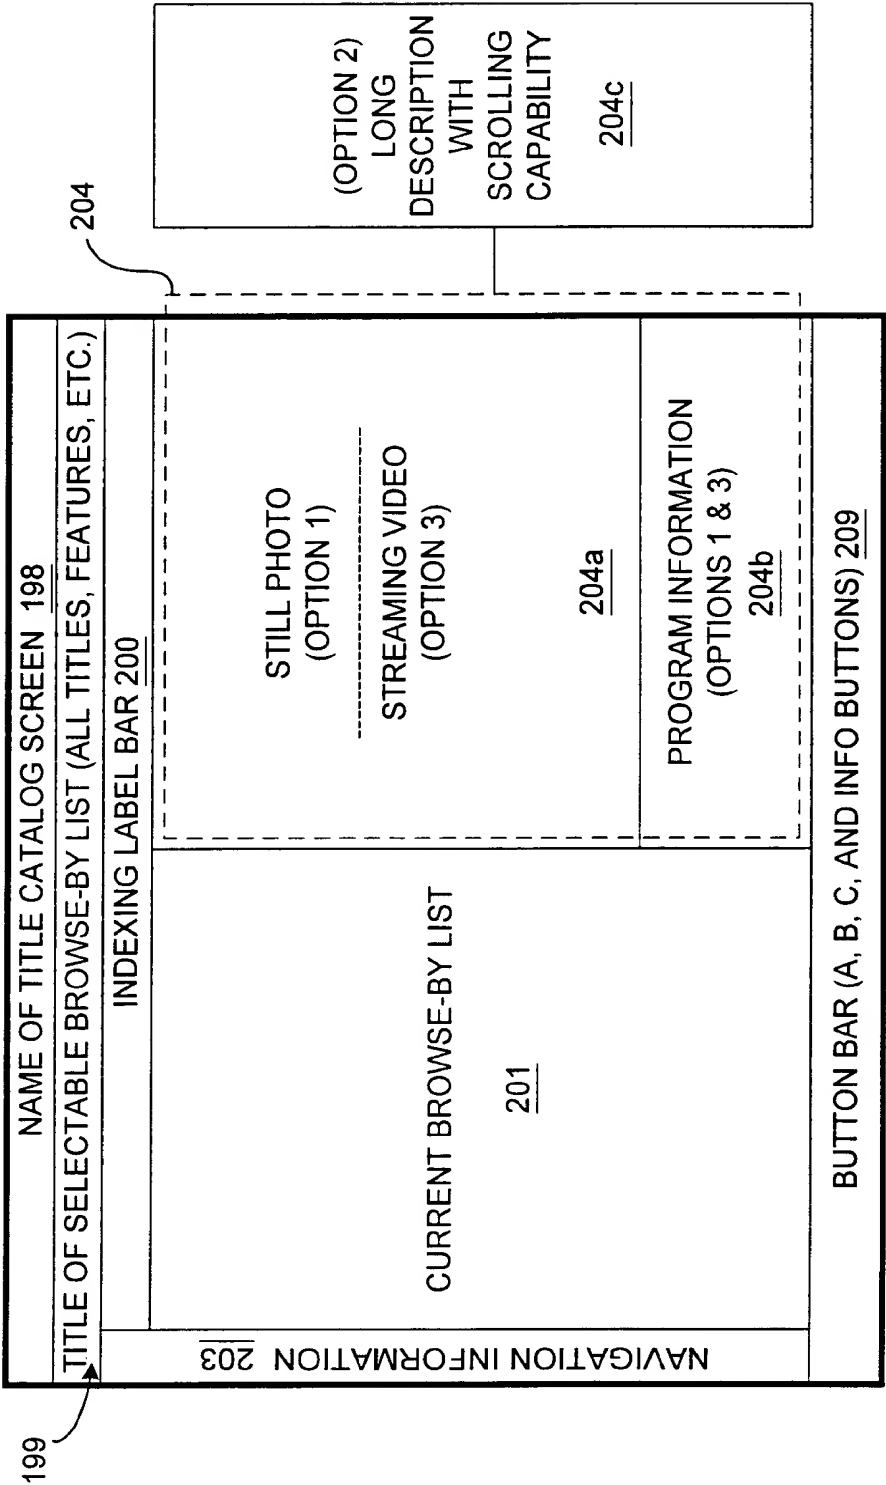 NAME OF TITLE CATALOG SCREEN 198
TITLE OF SELECTABLE BROWSE-BY LIST (ALL TITLES, FEATURES, ETC.)
199
INDEXING LABEL BAR 200
NAVIGATION INFORMATION 203
CURRENT BROWSE-BY LIST
201
STILL PHOTO
(OPTION 1)
STREAMING VIDEO
(OPTION 3)
204a
PROGRAM INFORMATION
(OPTIONS 1 & 3)
204b
204
(OPTION 2)
LONG
DESCRIPTION
WITH
SCROLLING
CAPABILITY
204c
BUTTON BAR (A, B, C, AND INFO BUTTONS) 209